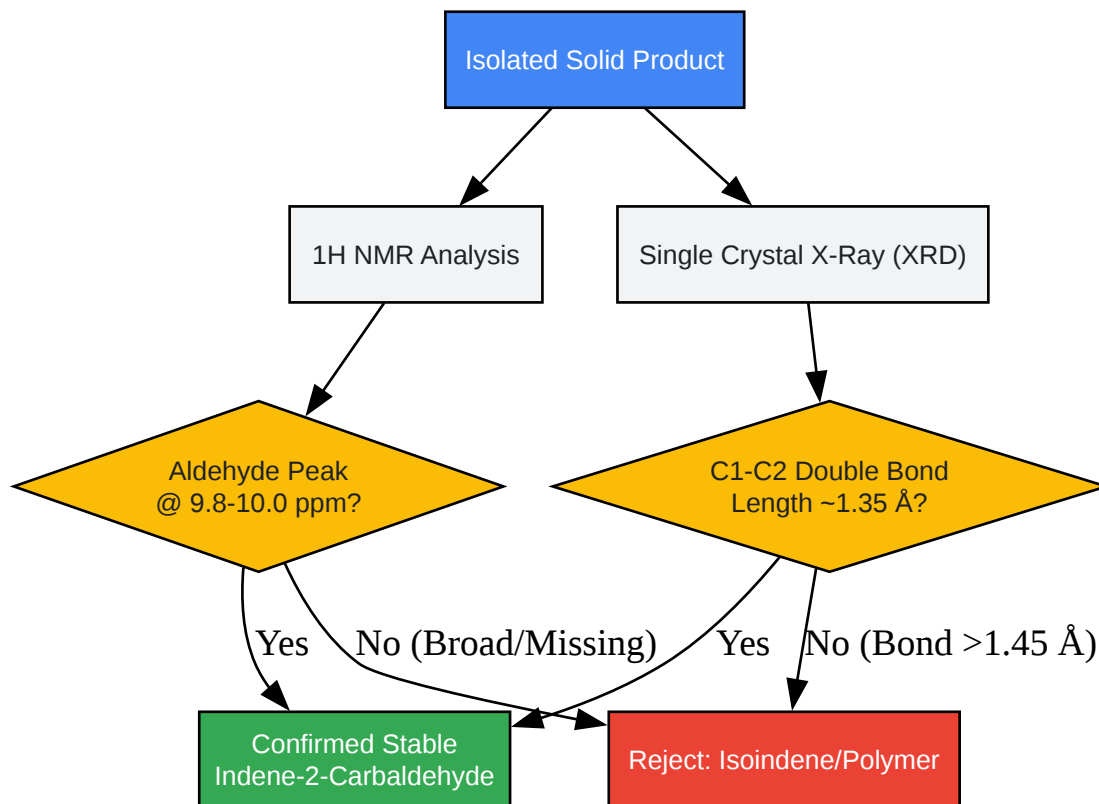 Isolated Solid Product
1H NMR Analysis
Single Crystal X-Ray (XRD)
Aldehyde Peak
@ 9.8-10.0 ppm?
C1-C2 Double Bond
Length ~1.35 Å?
Yes
No (Broad/Missing)
Yes
No (Bond >1.45 Å)
Confirmed Stable
Indene-2-Carbaldehyde
Reject: Isoindene/Polymer